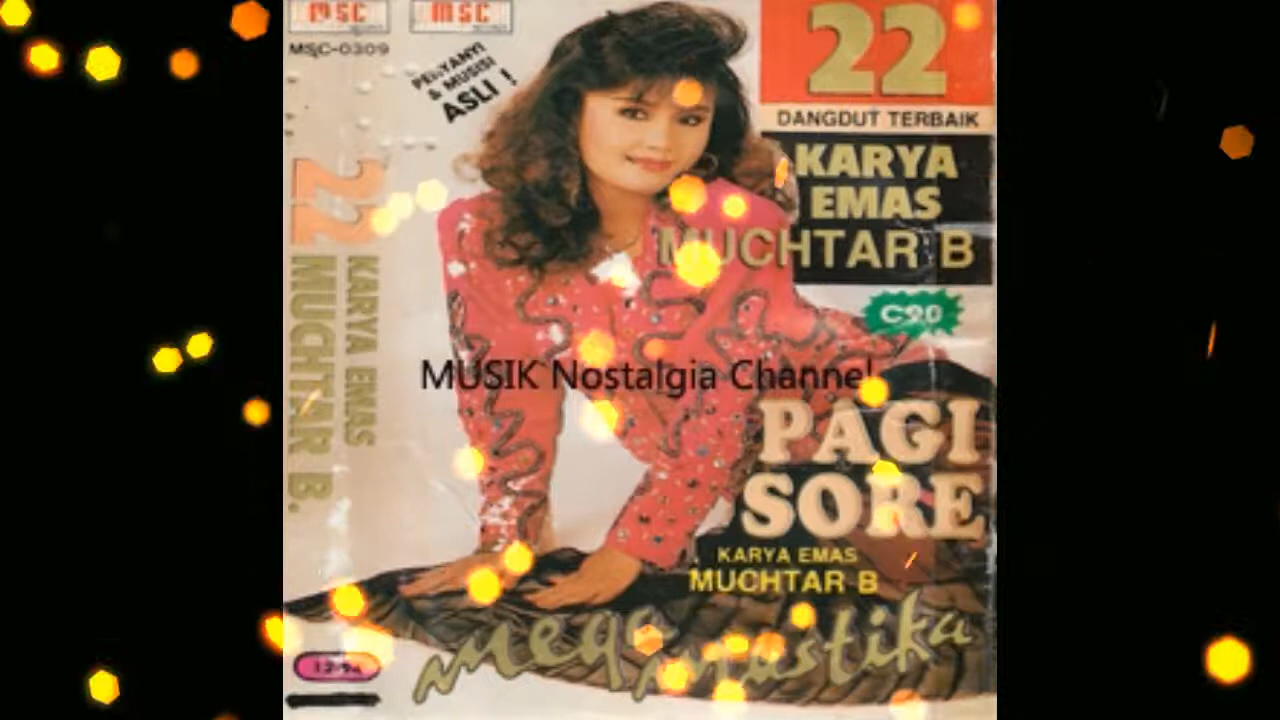 MSC
MSC
MSC-0309
PENYANYI
& MUSISI
ASLI !
22
DANGDUT TERBAIK
KARYA
EMAS
MUCHTAR B
C90
22
KARYA EMAS
MUCHTAR B.
MUSIK Nostalgia Channel
PAGI
SORE
KARYA EMAS
MUCHTAR B
mega mustika